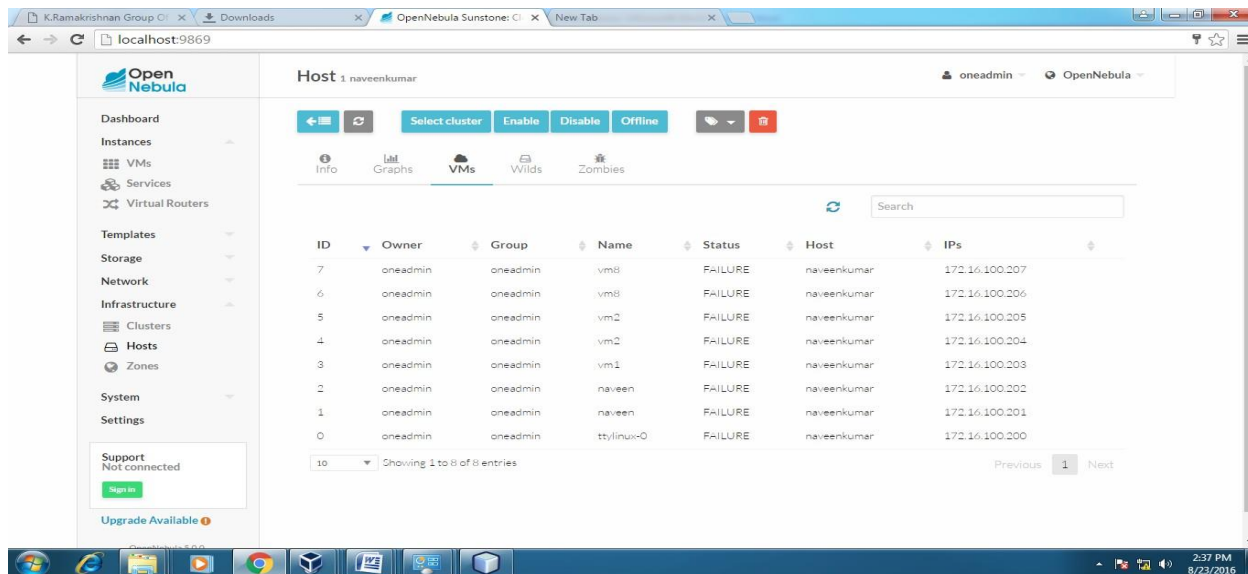 K.Ramakrishnan Group Of
Downloads
OpenNebula Sunstone: Cl
New Tab
localhost:9869
Open
Nebula
Host 1 naveenkumar
oneadmin
OpenNebula
Dashboard
Instances
VMs
Services
Virtual Routers
Templates
Storage
Network
Infrastructure
Clusters
Hosts
Zones
System
Settings
Support
Not connected
Sign in
Upgrade Available
OpenNebula 5.0.0
Select cluster Enable Disable Offline
Info Graphs VMs Wilds Zombies
Search
ID Owner Group Name Status Host IPs
7 oneadmin oneadmin vm8 FAILURE naveenkumar 172.16.100.207
6 oneadmin oneadmin vm8 FAILURE naveenkumar 172.16.100.206
5 oneadmin oneadmin vm2 FAILURE naveenkumar 172.16.100.205
4 oneadmin oneadmin vm2 FAILURE naveenkumar 172.16.100.204
3 oneadmin oneadmin vm1 FAILURE naveenkumar 172.16.100.203
2 oneadmin oneadmin naveen FAILURE naveenkumar 172.16.100.202
1 oneadmin oneadmin naveen FAILURE naveenkumar 172.16.100.201
0 oneadmin oneadmin ttylinux-0 FAILURE naveenkumar 172.16.100.200
10 Showing 1 to 8 of 8 entries
Previous 1 Next
2:37 PM
8/23/2016